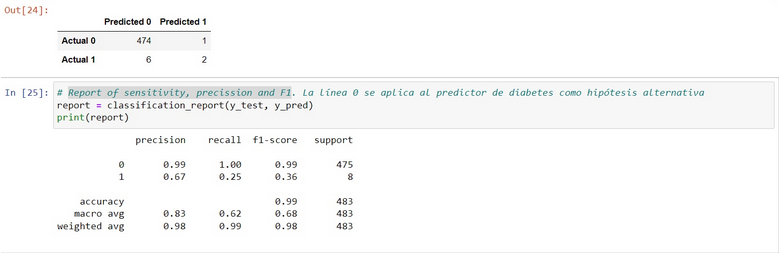 Out[24]:
Predicted 0 Predicted 1
Actual 0 474 1
Actual 1 6 2
In [25]: # Report of sensitivity, precission and F1. La línea 0 se aplica al predictor de diabetes como hipótesis alternativa
report = classification_report(y_test, y_pred)
print(report)
precision recall f1-score support
0 0.99 1.00 0.99 475
1 0.67 0.25 0.36 8
accuracy 0.99 483
macro avg 0.83 0.62 0.68 483
weighted avg 0.98 0.99 0.98 483